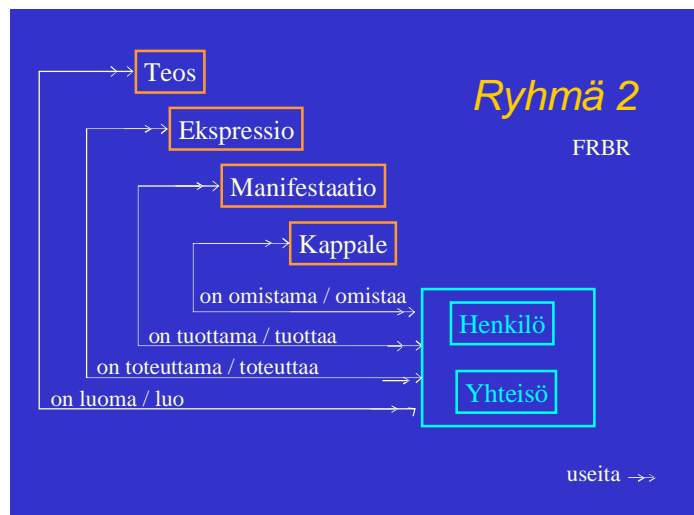 Teos
Ryhmä 2
Ekspressio
FRBR
Manifestaatio
Kappale
on omistama / omistaa
Henkilö
on tuottama / tuottaa
on toteuttama / toteuttaa
Yhteisö
on luoma / luo
useita